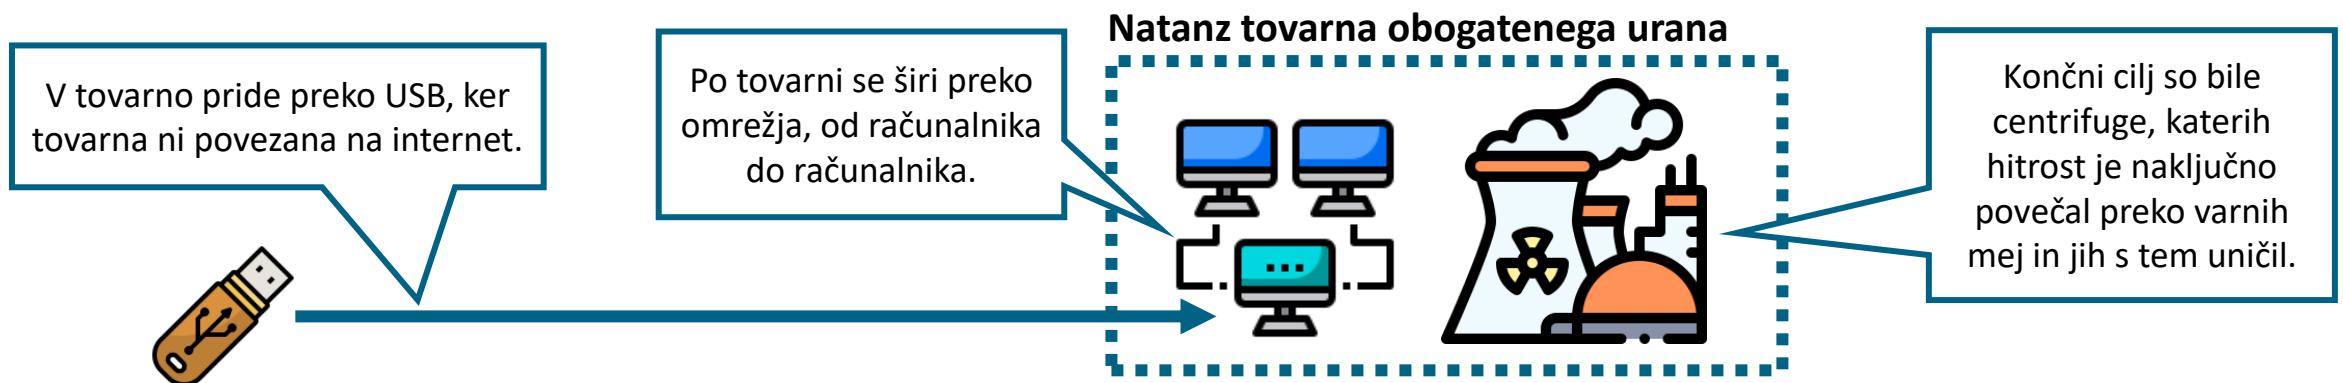 Natanz tovarna obogatenega urana
V tovarno pride preko USB, ker
tovarna ni povezana na internet.
Po tovarni se širi preko
omrežja, od računalnika
do računalnika.
Končni cilj so bile
centrifuge, katerih
hitrost je naključno
povečal preko varnih
mej in jih s tem uničil.